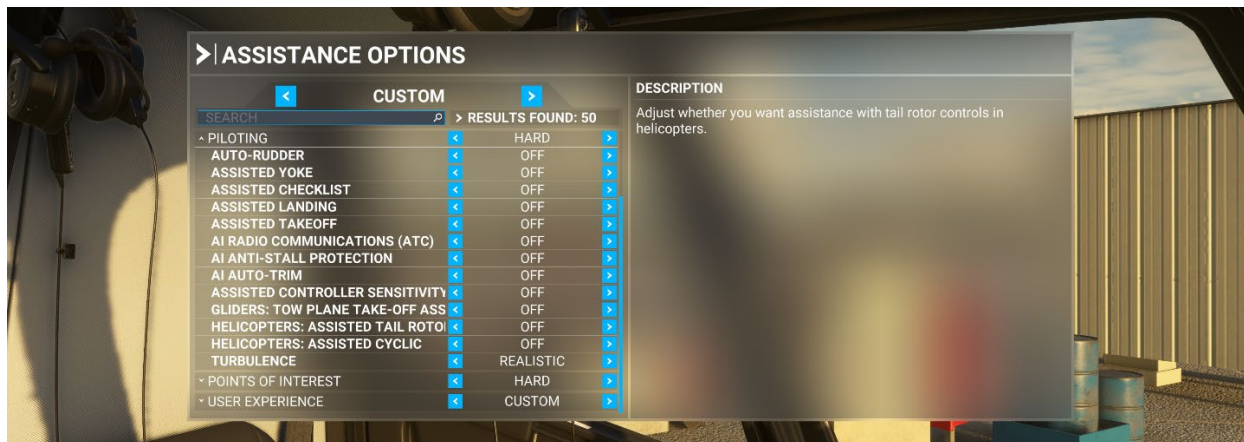 ASSISTANCE OPTIONS
CUSTOM
SEARCH > RESULTS FOUND: 50
PILOTING HARD
AUTO-RUDDER OFF
ASSISTED YOKE OFF
ASSISTED CHECKLIST OFF
ASSISTED LANDING OFF
ASSISTED TAKEOFF OFF
AI RADIO COMMUNICATIONS (ATC) OFF
AI ANTI-STALL PROTECTION OFF
AI AUTO-TRIM OFF
ASSISTED CONTROLLER SENSITIVITY OFF
GLIDERS: TOW PLANE TAKE-OFF ASS OFF
HELICOPTERS: ASSISTED TAIL ROTO OFF
HELICOPTERS: ASSISTED CYCLIC OFF
TURBULENCE REALISTIC
POINTS OF INTEREST HARD
USER EXPERIENCE CUSTOM
DESCRIPTION
Adjust whether you want assistance with tail rotor controls in
helicopters.